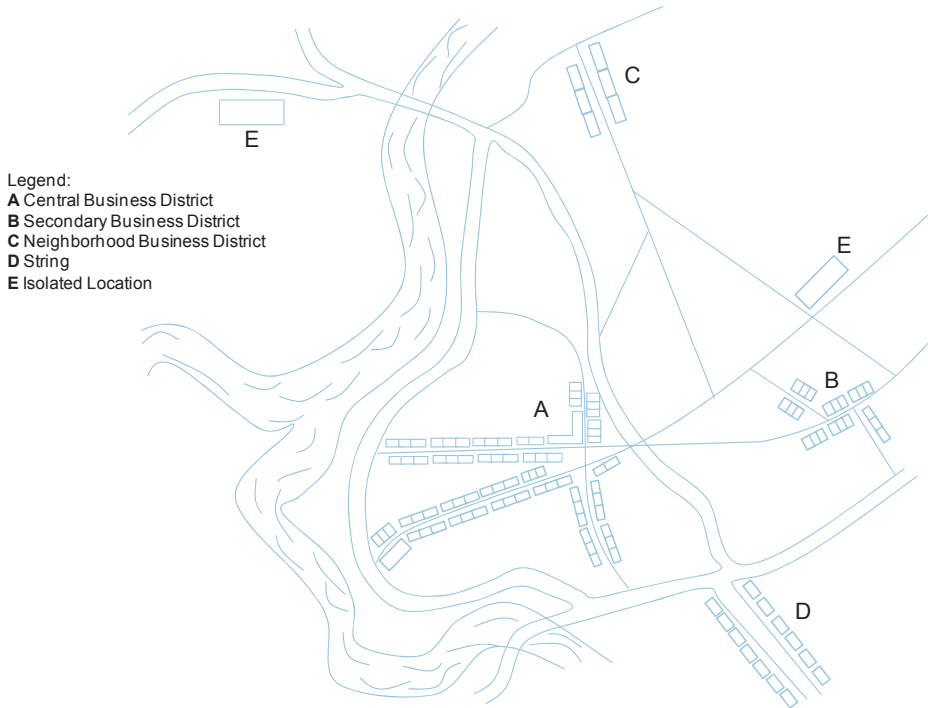 C
E
E
Legend:
A Central Business District
B Secondary Business District
C Neighborhood Business District
D String
E Isolated Location
B
A
D